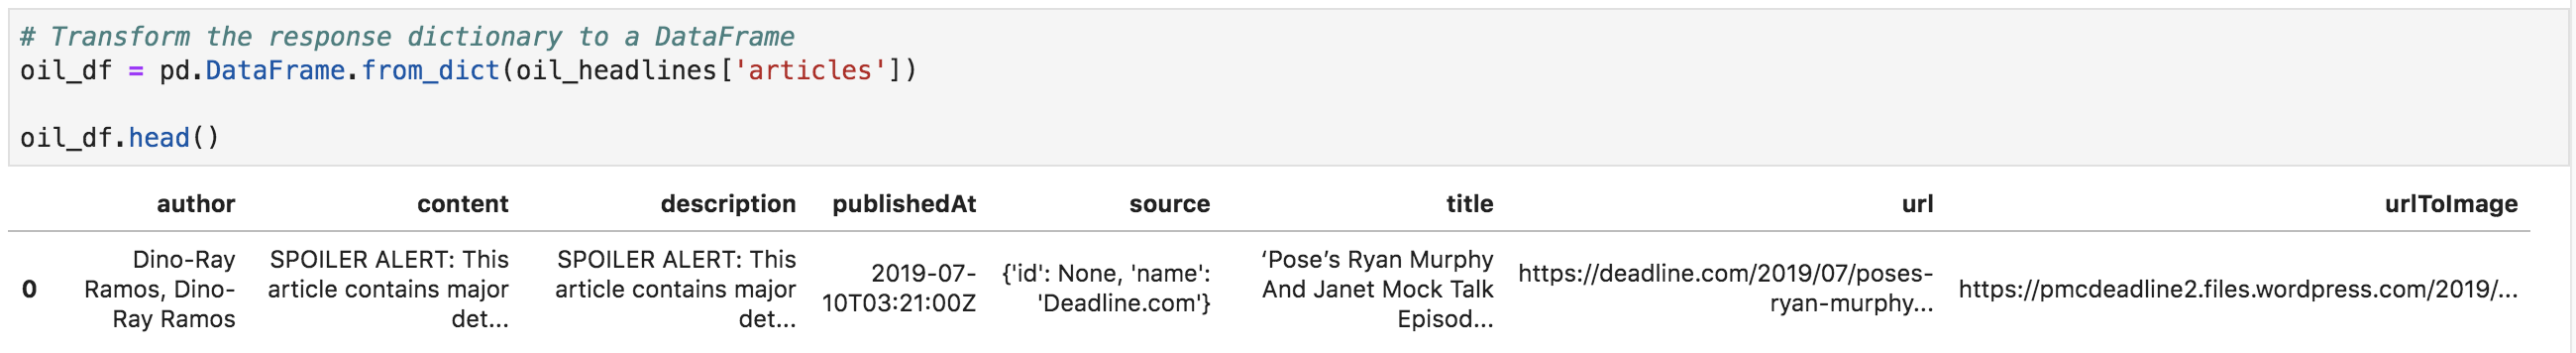 # Transform the response dictionary to a DataFrame
oil_df = pd.DataFrame.from_dict(oil_headlines['articles'])
oil_df.head()
author content description publishedAt source title url urlToImage
0
Dino-Ray
Ramos, Dino-
Ray Ramos
SPOILER ALERT: This
article contains major
det...
SPOILER ALERT: This
article contains major
det...
2019-07-
10T03:21:00Z
{'id': None, 'name':
'Deadline.com'}
‘Pose’s Ryan Murphy
And Janet Mock Talk
Episod...
https://deadline.com/2019/07/poses-
ryan-murphy...
https://pmcdeadline2.files.wordpress.com/2019/...